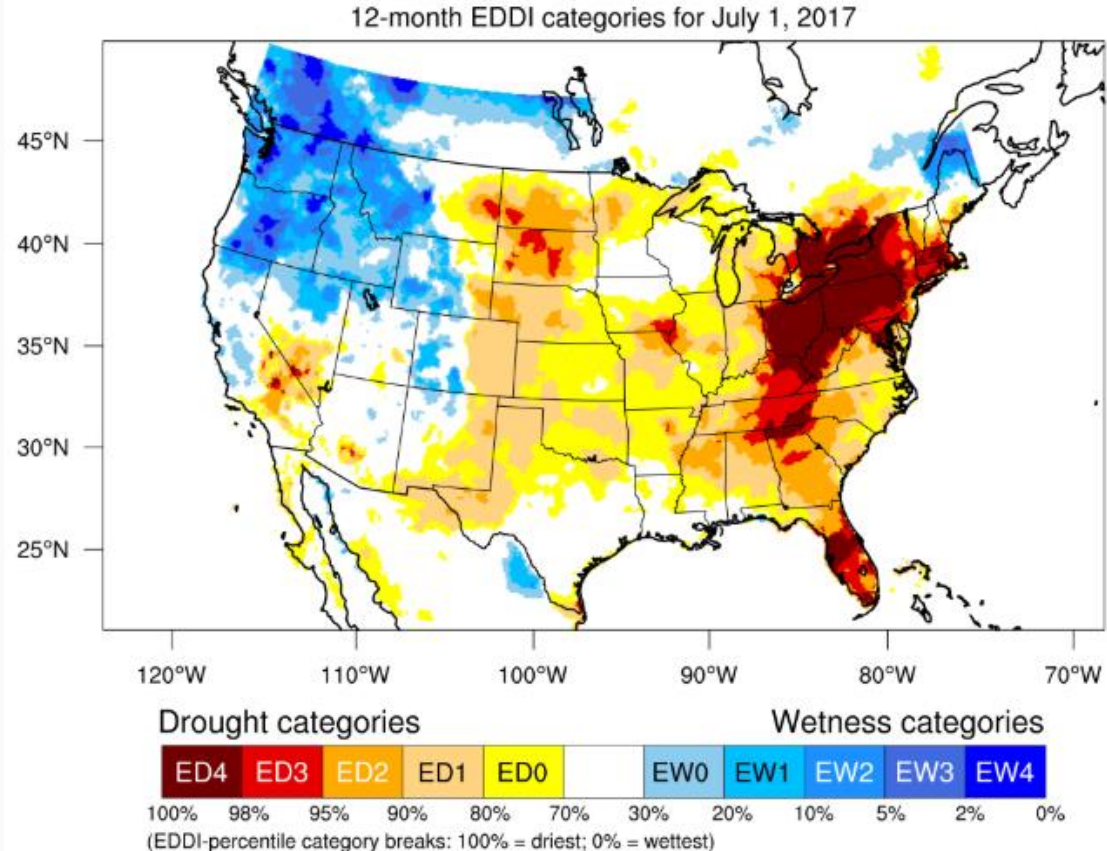 12-month EDDI categories for July 1, 2017
45°N
40°N
35°N
30°N
25°N
120°W 110°W 100°W 90°W 80°W 70°W
Drought categories Wetness categories
ED4 ED3 ED2 ED1 ED0 EW0 EW1 EW2 EW3 EW4
100% 98% 95% 90% 80% 70% 30% 20% 10% 5% 2% 0%
(EDDI-percentile category breaks: 100% = driest; 0% = wettest)